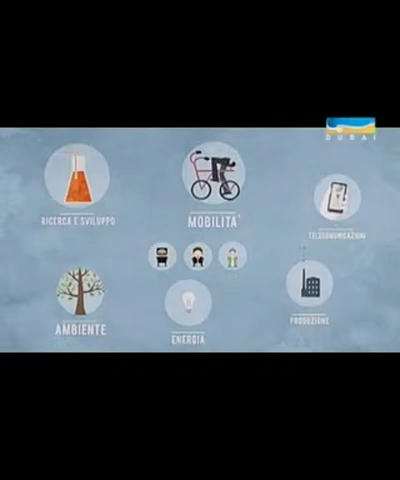 DUBAI
RICERCA E SVILUPPO
MOBILITA'
TELECOMUNICAZIONI
AMBIENTE
ENERGIA
PRODUZIONE